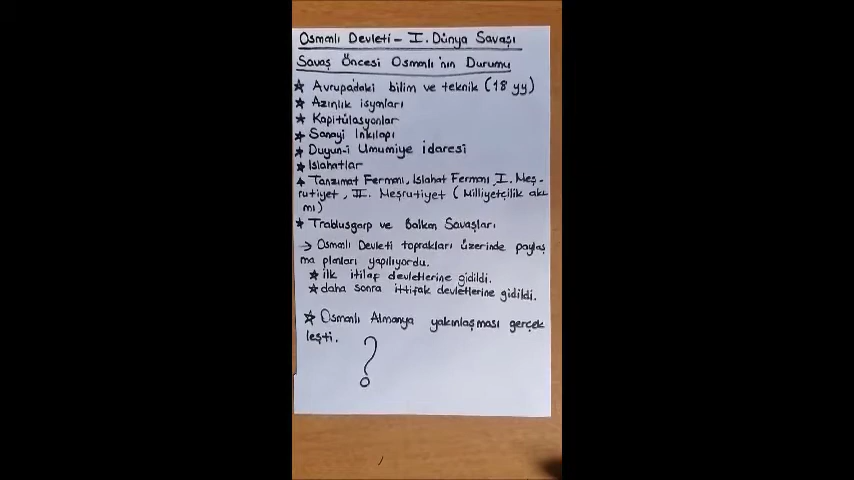 Osmanlı Devleti - I. Dünya Savaşı
Savaş Öncesi Osmanlı'nın Durumu
★ Avrupa'daki bilim ve teknik (18 yy)
★ Azınlık isyanları
★ Kapitülasyonlar
★ Sanayi İnkılapı
★ Duyun-i Umumiye idaresi
★ Islahatlar
★ Tanzimat Fermanı, Islahat Fermanı, I. Meş-
rutiyet, II. Meşrutiyet (Milliyetçilik akı
mı)
★ Trablusgarp ve Balkan Savaşları
→ Osmanlı Devleti toprakları üzerinde paylaş
ma planları yapılıyordu.
★ ilk itilaf devletlerine gidildi.
★ daha sonra ittifak devletlerine gidildi.
★ Osmanlı Almanya yakınlaşması gerçek
leşti.
?